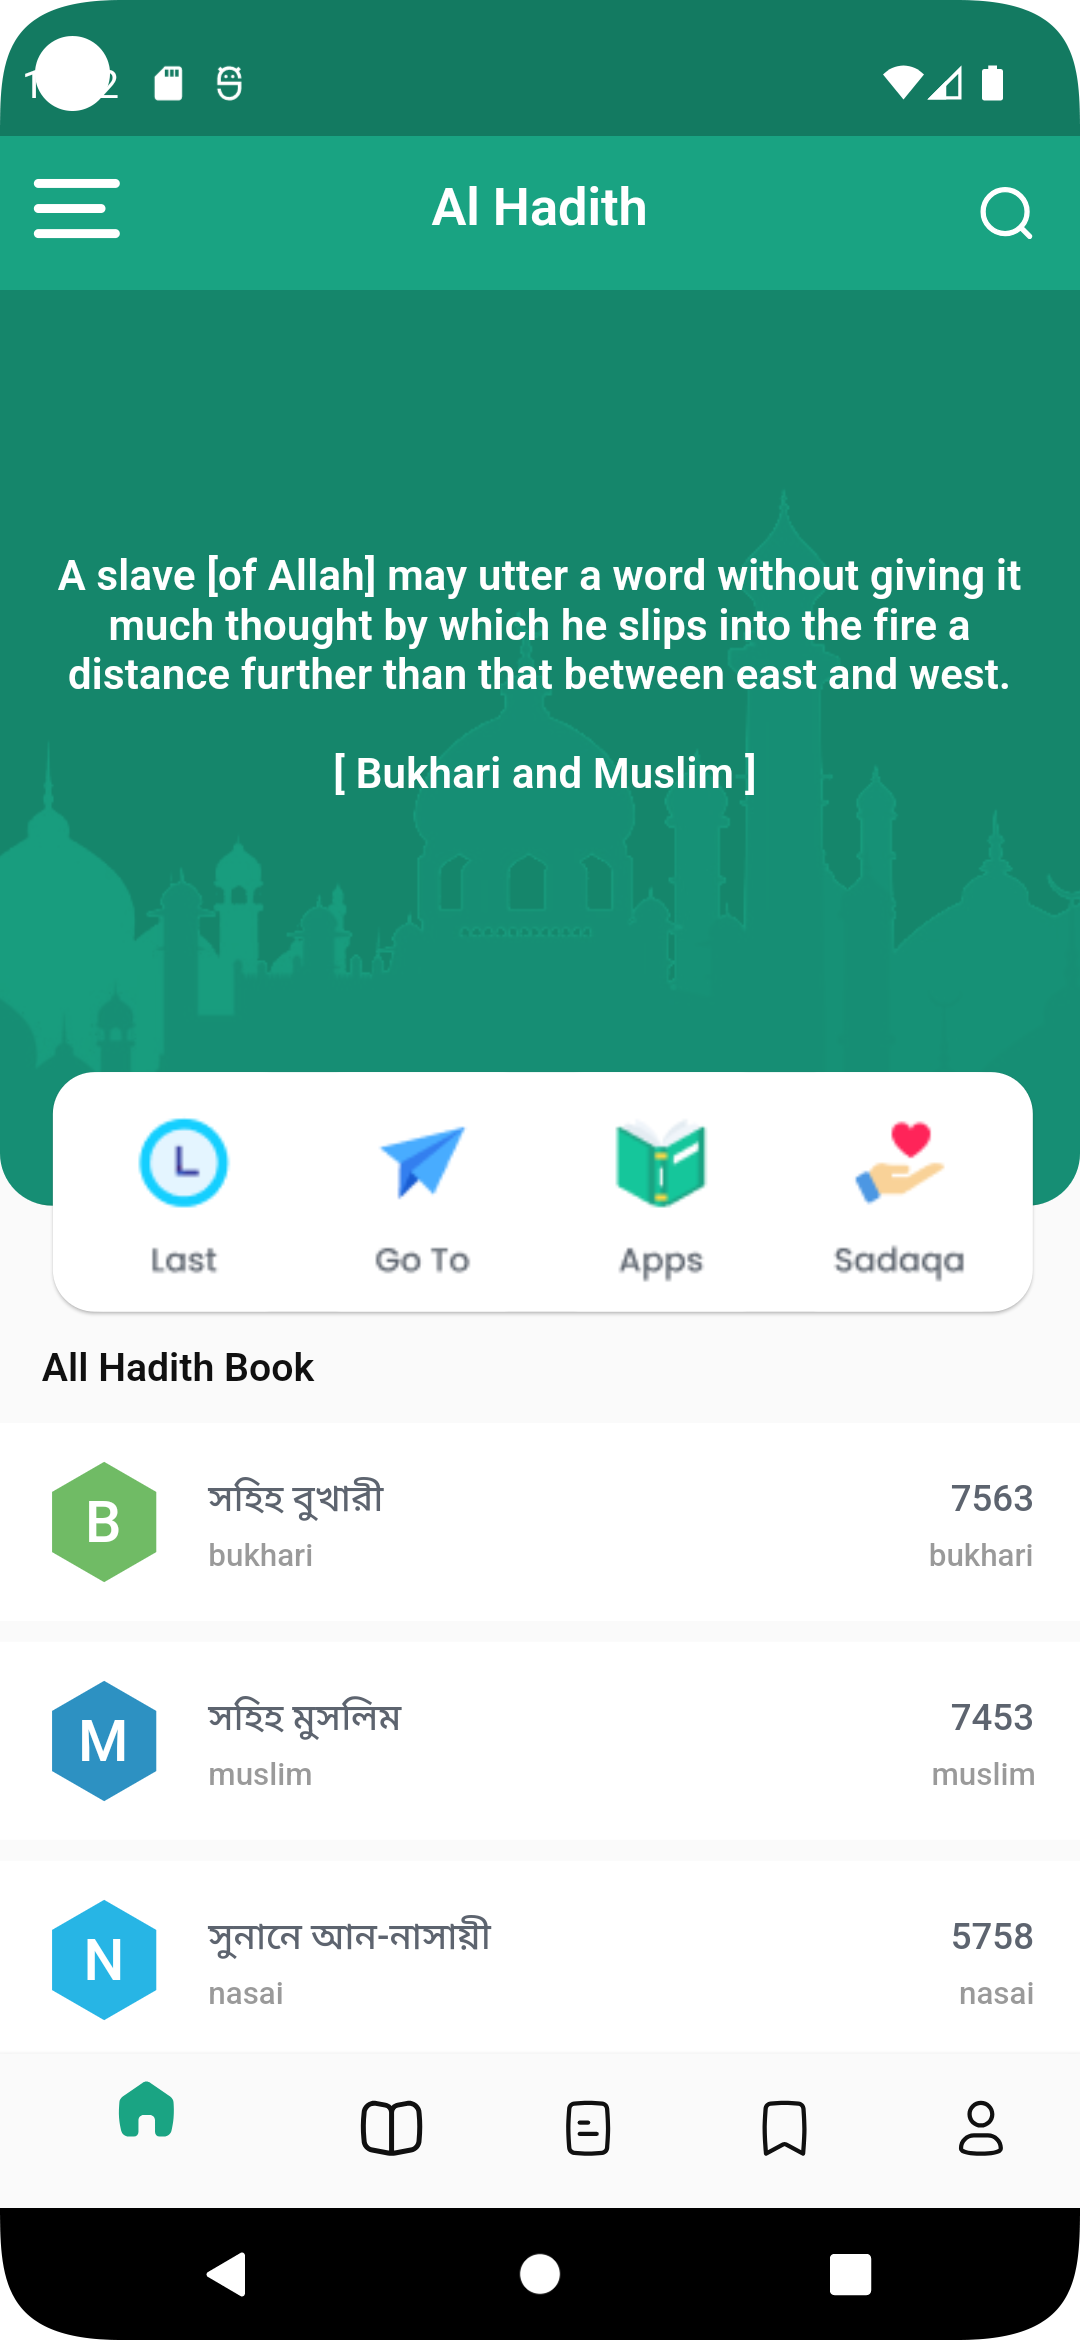 Al Hadith
A slave [of Allah] may utter a word without giving it
much thought by which he slips into the fire a
distance further than that between east and west.
[ Bukhari and Muslim ]
Last Go To Apps Sadaqa
All Hadith Book
B সহিহ বুখারী 7563
bukhari bukhari
M সহিহ মুসলিম 7453
muslim muslim
N সুনানে আন-নাসায়ী 5758
nasai nasai